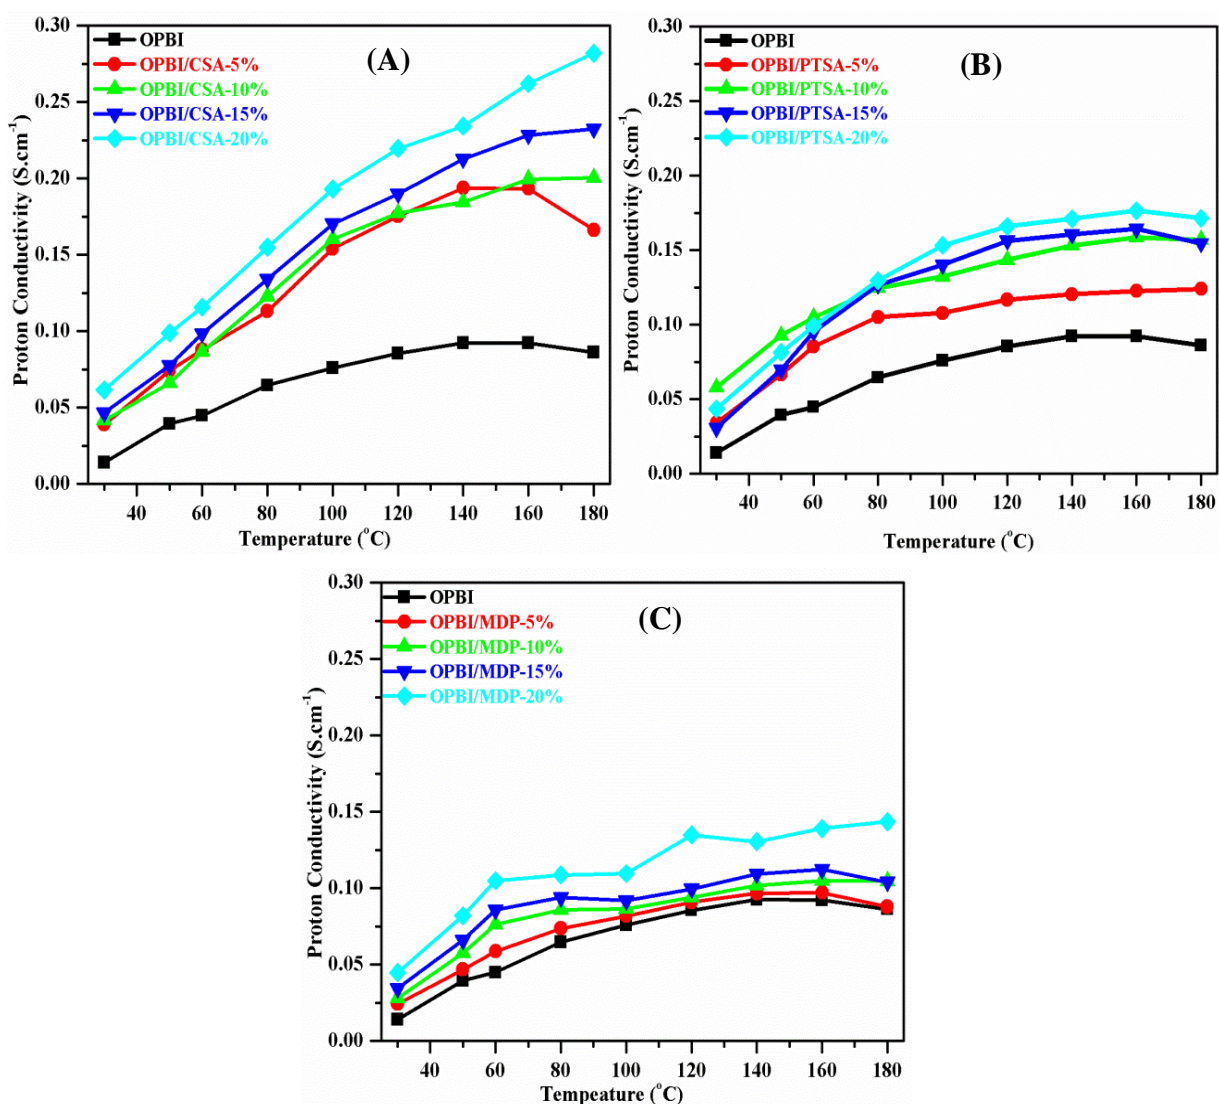 0.30
0.25
0.20
0.15
0.10
0.05
0.00
Proton Conductivity (S.cm-1)
OPBI
OPBI/CSA-5%
OPBI/CSA-10%
OPBI/CSA-15%
OPBI/CSA-20%
(A)
40 60 80 100 120 140 160 180
Temperature (oC)
0.30
0.25
0.20
0.15
0.10
0.05
0.00
Proton Conductivity (S.cm-1)
OPBI
OPBI/PTSA-5%
OPBI/PTSA-10%
OPBI/PTSA-15%
OPBI/PTSA-20%
(B)
40 60 80 100 120 140 160 180
Temperature (oC)
0.30
0.25
0.20
0.15
0.10
0.05
0.00
Proton Conductivity (S.cm-1)
OPBI
OPBI/MDP-5%
OPBI/MDP-10%
OPBI/MDP-15%
OPBI/MDP-20%
(C)
40 60 80 100 120 140 160 180
Tempeature (oC)